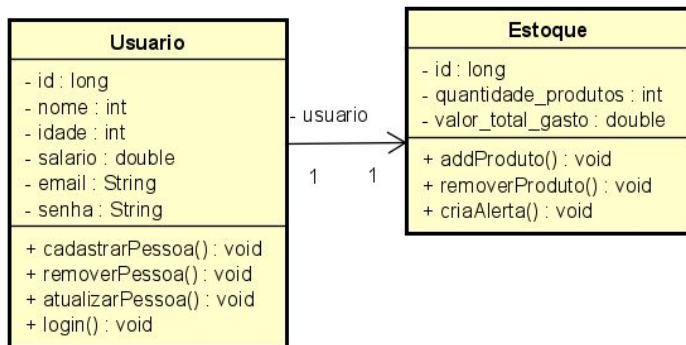 Usuario
- id : long
- nome : int
- idade : int
- salario : double
- email : String
- senha : String
+ cadastrarPessoa() : void
+ removerPessoa() : void
+ atualizarPessoa() : void
+ login() : void
- usuario
1 1
Estoque
- id : long
- quantidade_produtos : int
- valor_total_gasto : double
+ addProduto() : void
+ removerProduto() : void
+ criaAlerta() : void